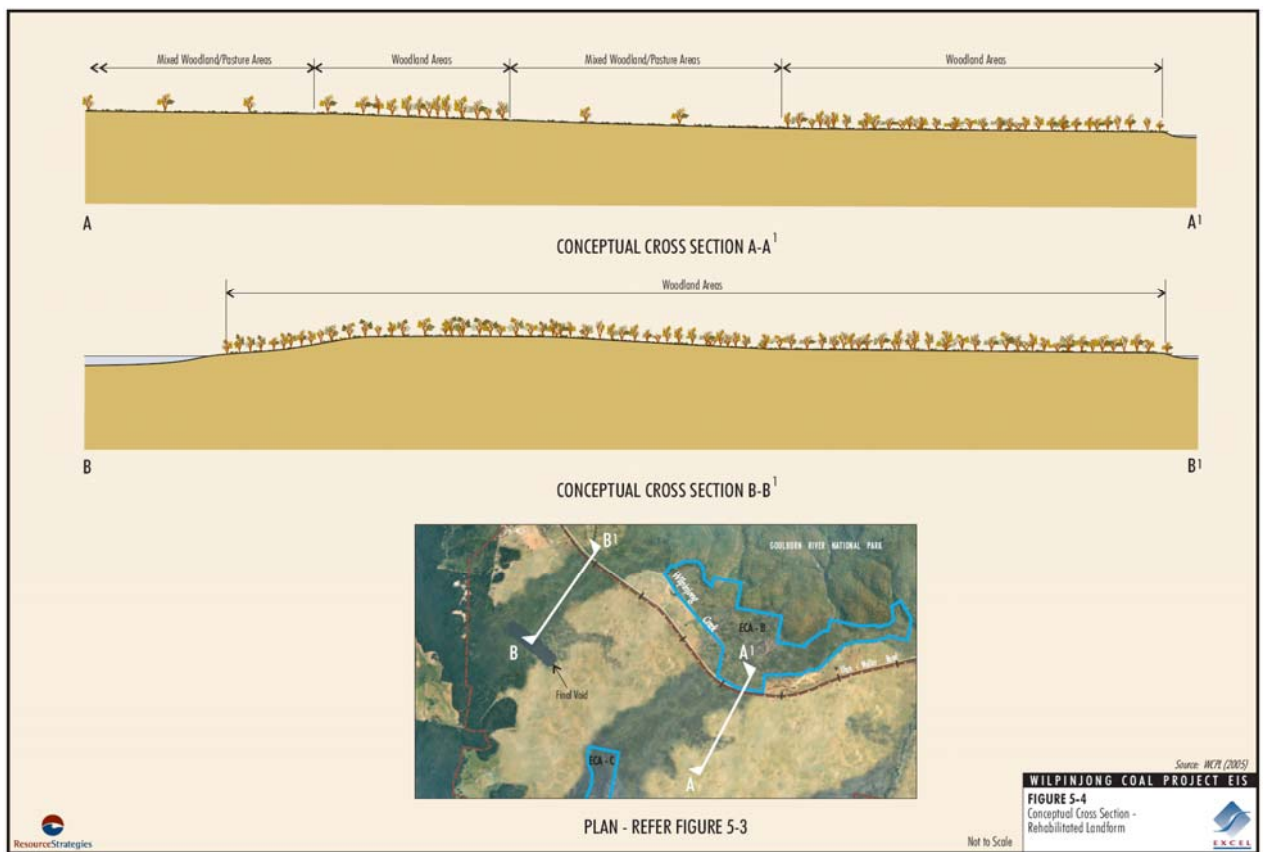 Mixed Woodland/Pasture Areas
Woodland Areas
Mixed Woodland/Pasture Areas
Woodland Areas
A
A1
CONCEPTUAL CROSS SECTION A-A1
Woodland Areas
B
B1
CONCEPTUAL CROSS SECTION B-B1
GOULBURN RIVER NATIONAL PARK
B1
Wilpinjong
Creek
ECA - B
B
A1
Final Void
Road
ECA - C
A
PLAN - REFER FIGURE 5-3
Source: WCPL (2005)
WILPINJONG COAL PROJECT EIS
FIGURE 5-4
Conceptual Cross Section -
Rehabilitated Landform
Not to Scale
EXCEL
ResourceStrategies